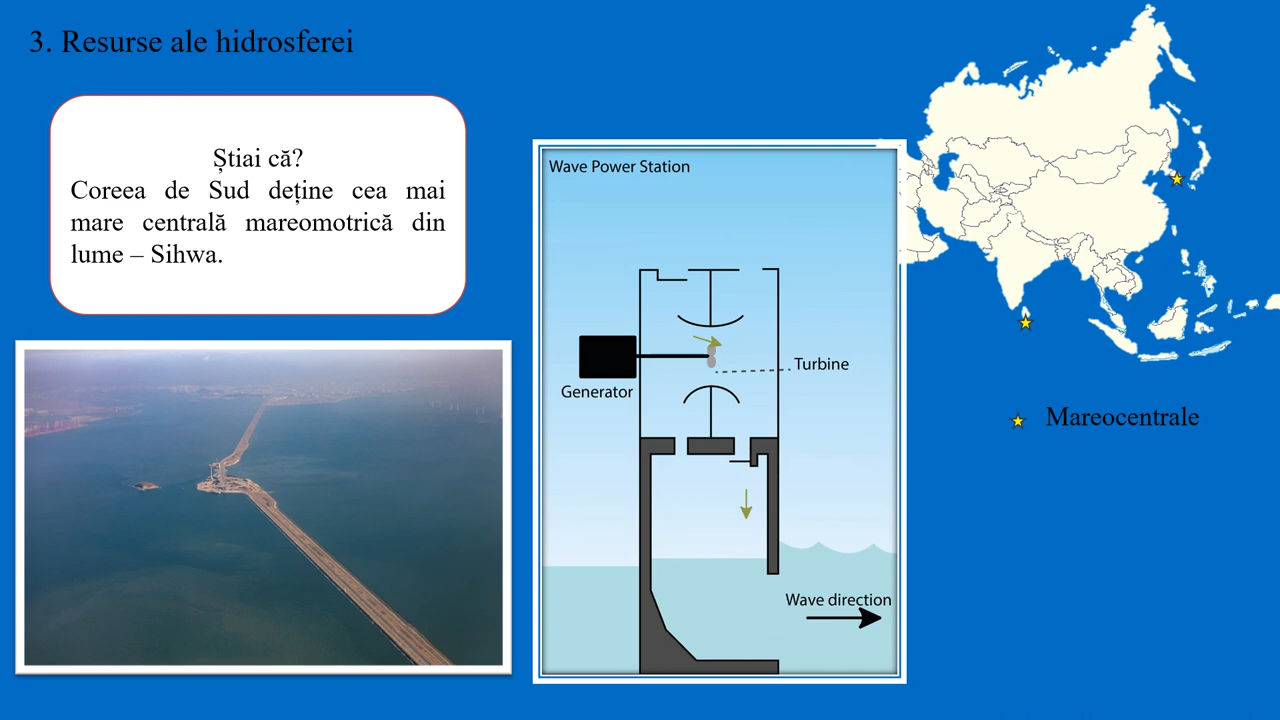 3. Resurse ale hidrosferei
Știai că?
Coreea de Sud deține cea mai
mare centrală mareomotrică din
lume – Sihwa.
Wave Power Station
Generator
Turbine
Wave direction
Mareocentrale